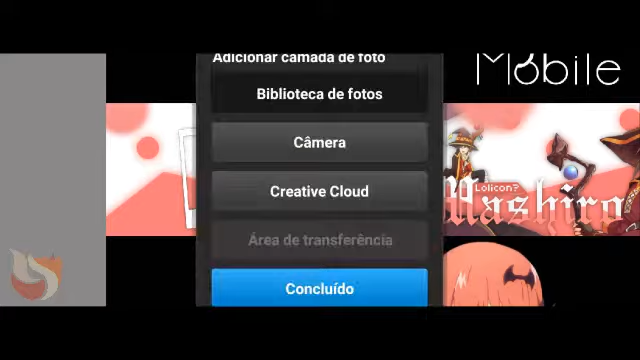 Adicionar camada de foto
Mobile
Biblioteca de fotos
Câmera
Creative Cloud
Lolicon?
Mashiro
Área de transferência
Concluído